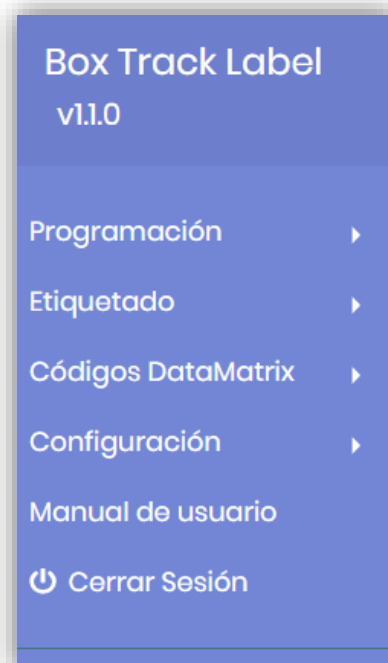 Box Track Label
v1.1.0
Programación
Etiquetado
Códigos DataMatrix
Configuración
Manual de usuario
Cerrar Sesión